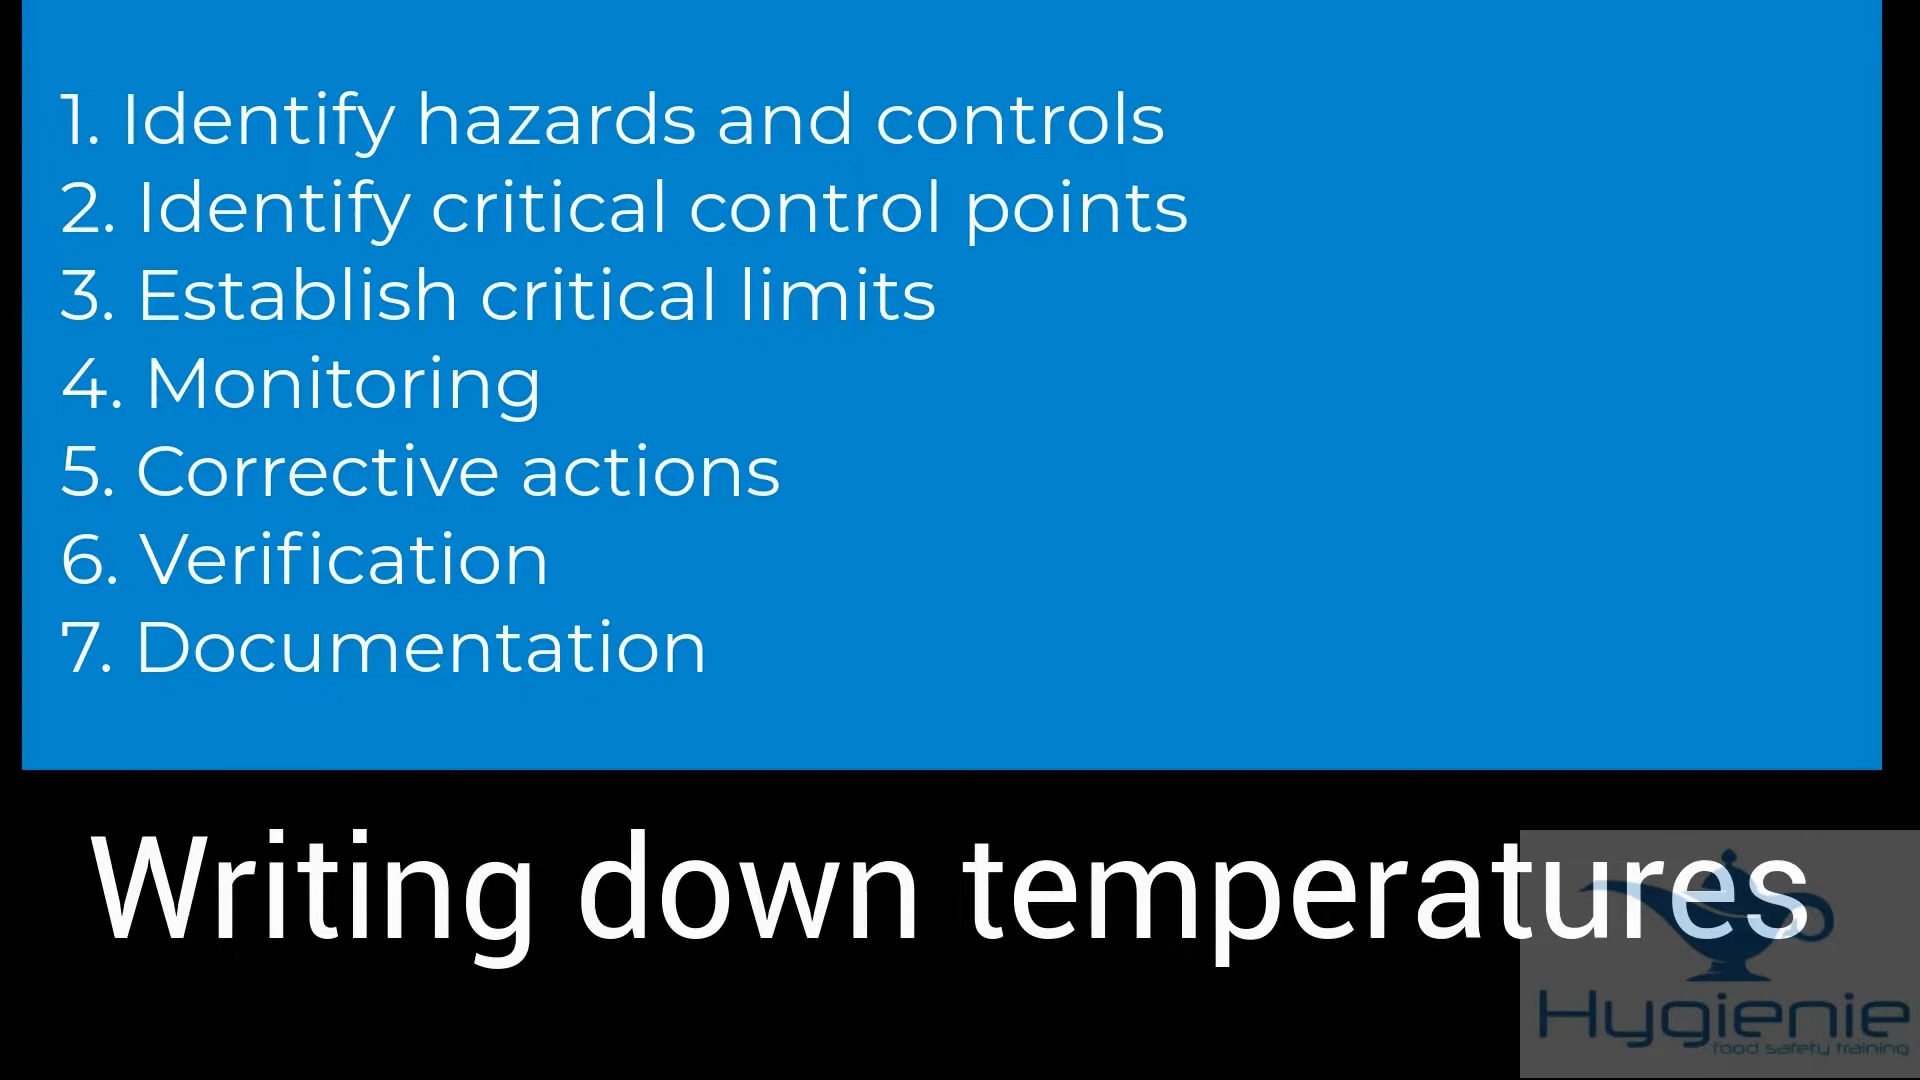 1. Identify hazards and controls
2. Identify critical control points
3. Establish critical limits
4. Monitoring
5. Corrective actions
6. Verification
7. Documentation
Writing down temperatures
Hygienie
food safety training